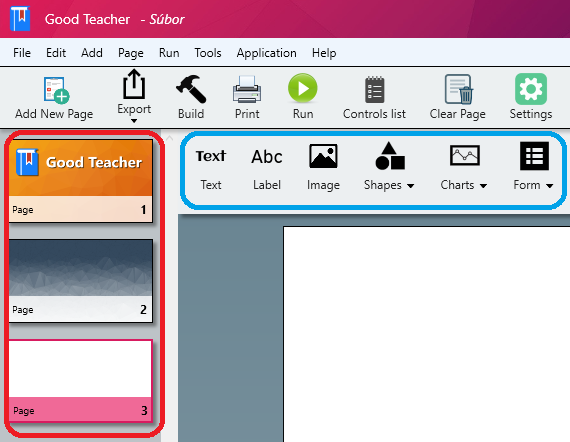 Good Teacher - Súbor
File Edit Add Page Run Tools Application Help
Add New Page Export Build Print Run Controls list Clear Page Settings
Good Teacher
Page 1
Page 2
Page 3
Text Abc
Text Label Image Shapes Charts Form